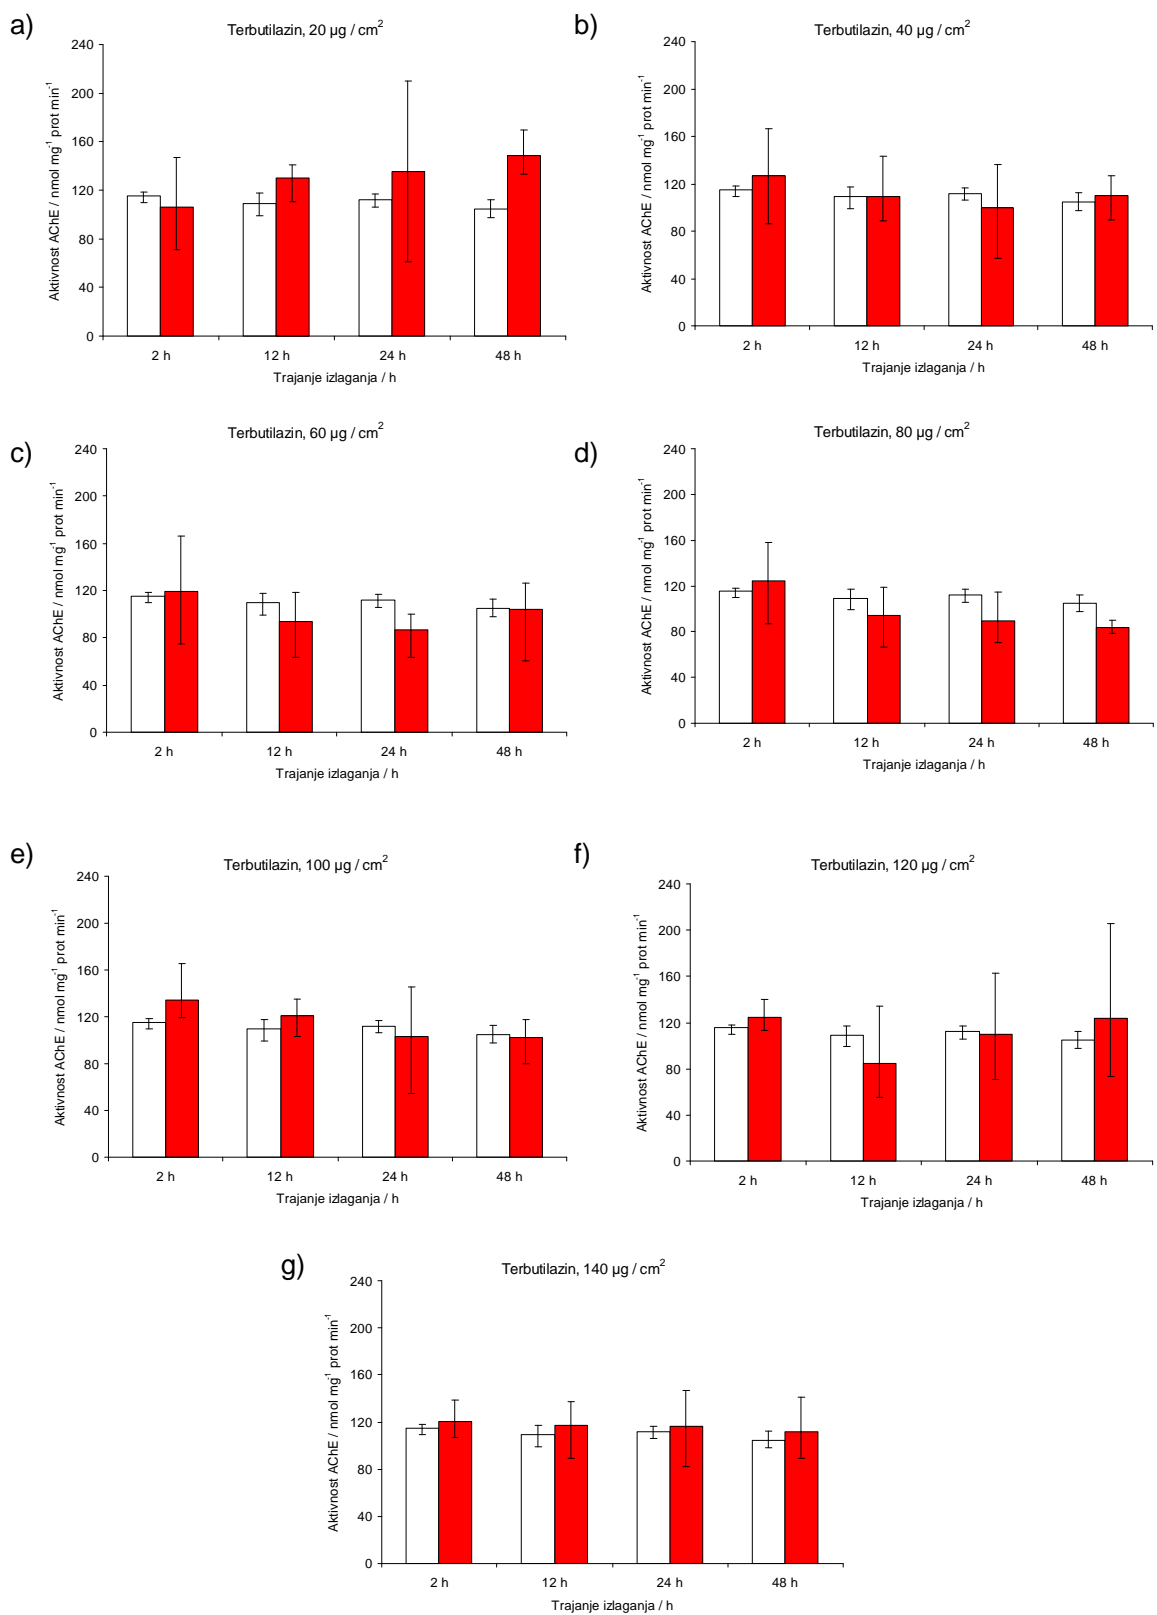 a)
Terbutilazin, 20 µg / cm²
Aktivnost AChE / nmol mg⁻¹ prot min⁻¹
240
200
160
120
80
40
0
2 h 12 h 24 h 48 h
Trajanje izlaganja / h
b)
Terbutilazin, 40 µg / cm²
Aktivnost AChE / nmol mg⁻¹ prot min⁻¹
240
200
160
120
80
40
0
2 h 12 h 24 h 48 h
Trajanje izlaganja / h
c)
Terbutilazin, 60 µg / cm²
Aktivnost AChE / nmol mg⁻¹ prot min⁻¹
240
200
160
120
80
40
0
2 h 12 h 24 h 48 h
Trajanje izlaganja / h
d)
Terbutilazin, 80 µg / cm²
Aktivnost AChE / nmol mg⁻¹ prot min⁻¹
240
200
160
120
80
40
0
2 h 12 h 24 h 48 h
Trajanje izlaganja / h
e)
Terbutilazin, 100 µg / cm²
Aktivnost AChE / nmol mg⁻¹ prot min⁻¹
240
200
160
120
80
40
0
2 h 12 h 24 h 48 h
Trajanje izlaganja / h
f)
Terbutilazin, 120 µg / cm²
Aktivnost AChE / nmol mg⁻¹ prot min⁻¹
240
200
160
120
80
40
0
2 h 12 h 24 h 48 h
Trajanje izlaganja / h
g)
Terbutilazin, 140 µg / cm²
Aktivnost AChE / nmol mg⁻¹ prot min⁻¹
240
200
160
120
80
40
0
2 h 12 h 24 h 48 h
Trajanje izlaganja / h